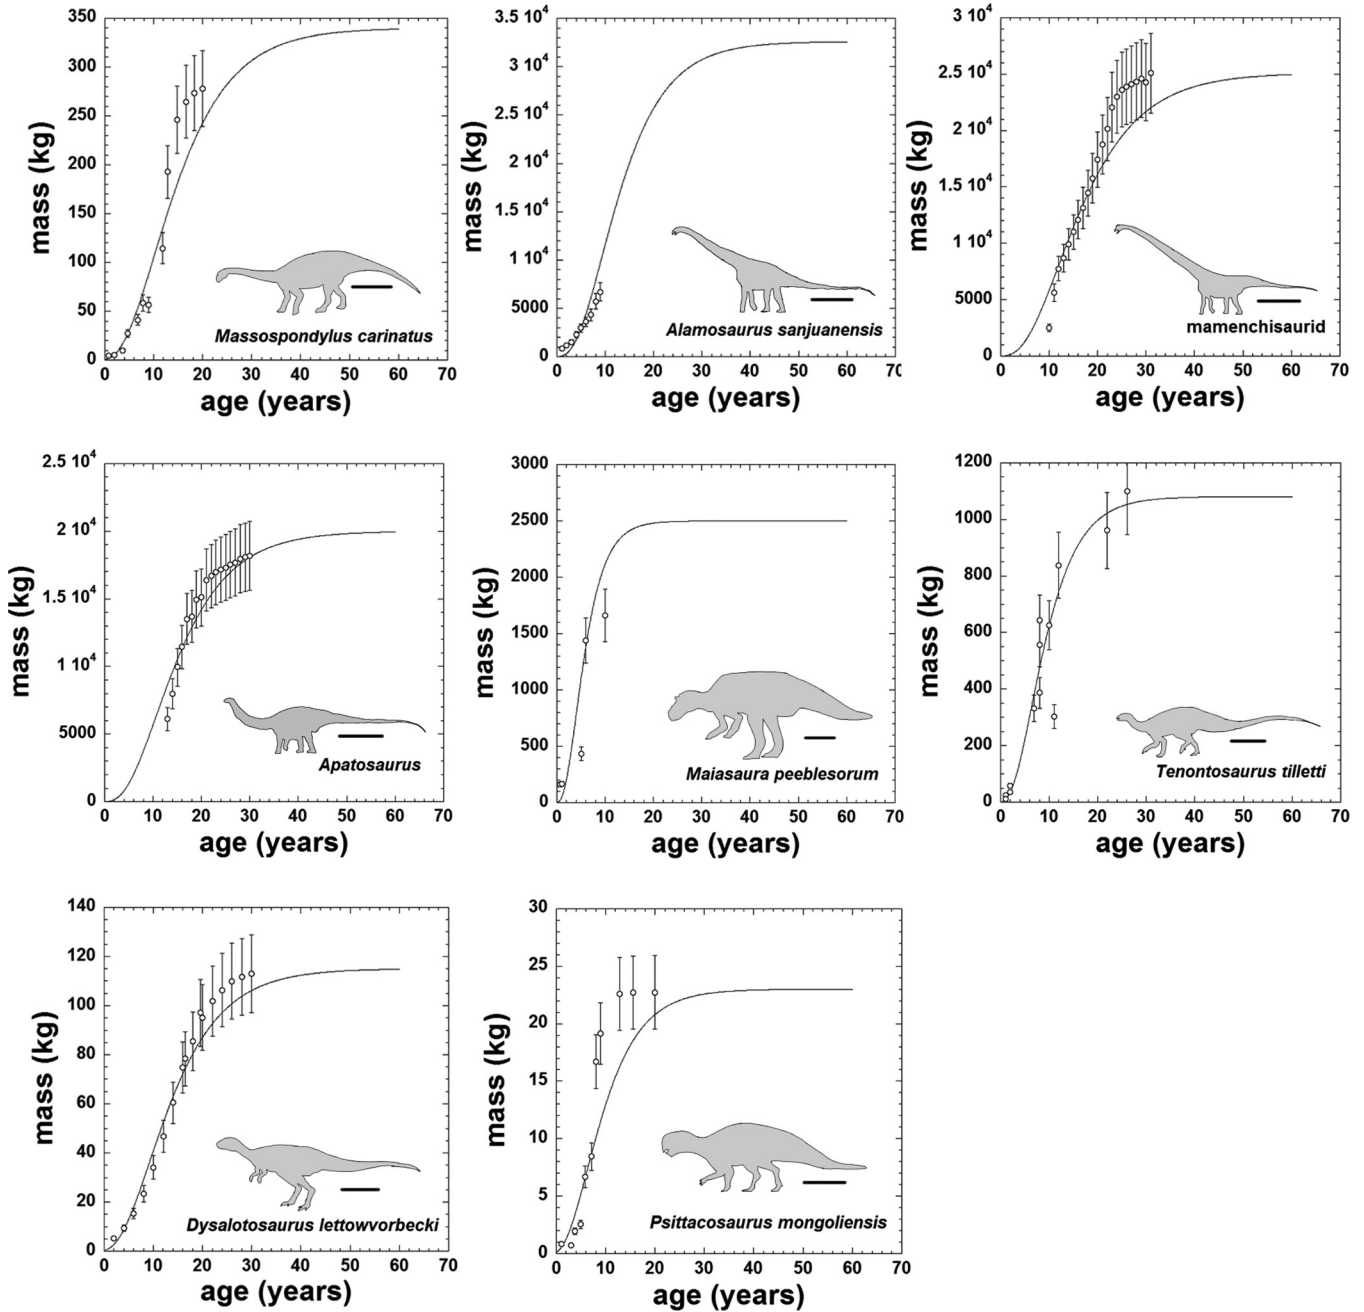 350
300
250
200
150
100
50
0
0 10 20 30 40 50 60 70
mass (kg)
age (years)
Massospondylus carinatus
3.5 10^4
3 10^4
2.5 10^4
2 10^4
1.5 10^4
1 10^4
5000
0
0 10 20 30 40 50 60 70
mass (kg)
age (years)
Alamosaurus sanjuanensis
3 10^4
2.5 10^4
2 10^4
1.5 10^4
1 10^4
5000
0
0 10 20 30 40 50 60 70
mass (kg)
age (years)
mamenchisaurid
2.5 10^4
2 10^4
1.5 10^4
1 10^4
5000
0
0 10 20 30 40 50 60 70
mass (kg)
age (years)
Apatosaurus
3000
2500
2000
1500
1000
500
0
0 10 20 30 40 50 60 70
mass (kg)
age (years)
Maiasaura peeblesorum
1200
1000
800
600
400
200
0
0 10 20 30 40 50 60 70
mass (kg)
age (years)
Tenontosaurus tilletti
140
120
100
80
60
40
20
0
0 10 20 30 40 50 60 70
mass (kg)
age (years)
Dysalotosaurus lettowvorbecki
30
25
20
15
10
5
0
0 10 20 30 40 50 60 70
mass (kg)
age (years)
Psittacosaurus mongoliensis